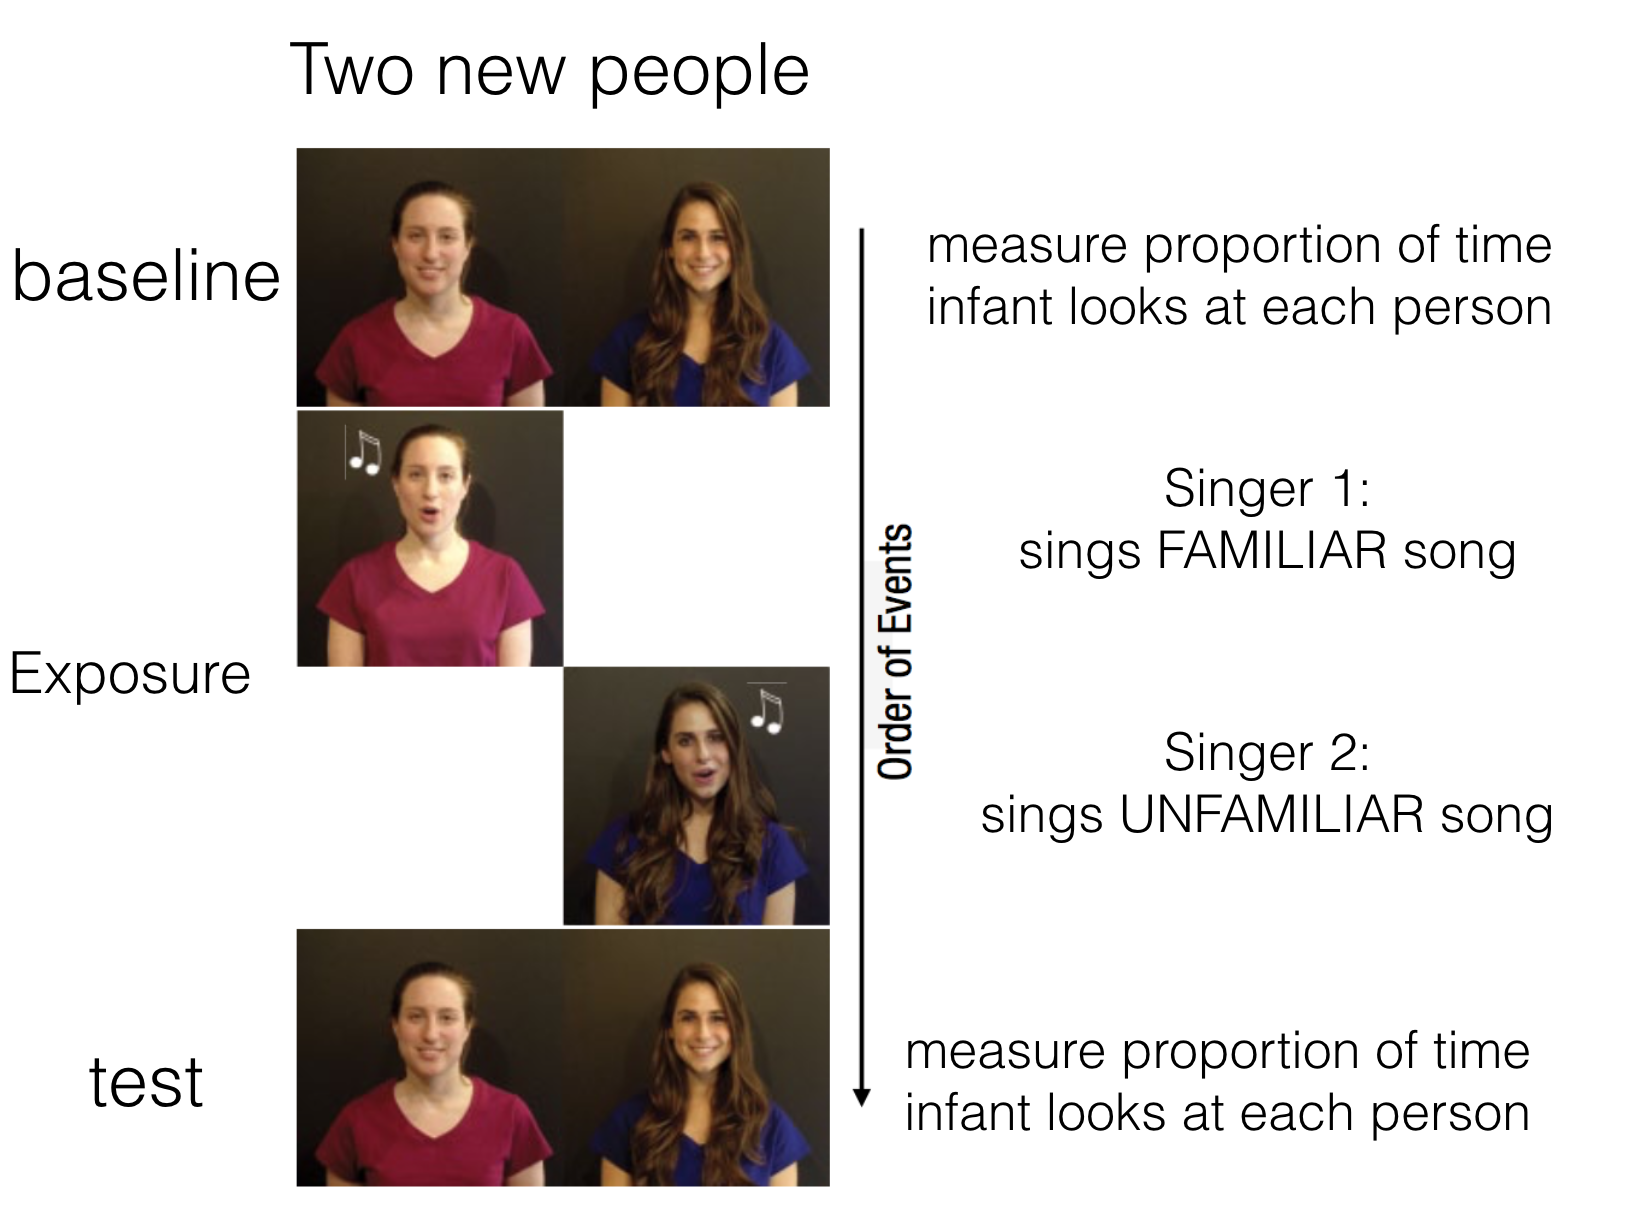 Two new people
baseline
measure proportion of time
infant looks at each person
Exposure
Singer 1:
sings FAMILIAR song
Order of Events
Singer 2:
sings UNFAMILIAR song
test
measure proportion of time
infant looks at each person